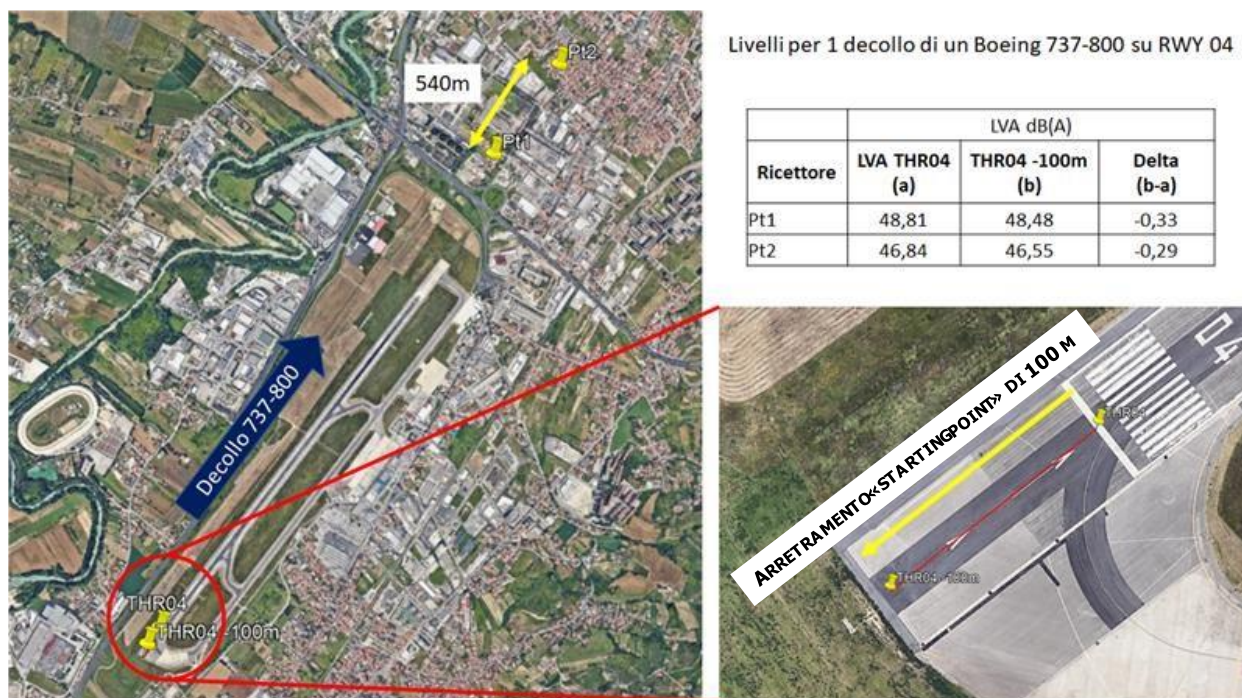 Pt2
540m
Pt1
Decollo 737-800
THR04
THR04 -100m
Livelli per 1 decollo di un Boeing 737-800 su RWY 04
LVA dB(A)
Ricettore LVA THR04 (a) THR04 -100m (b) Delta (b-a)
Pt1 48,81 48,48 -0,33
Pt2 46,84 46,55 -0,29
ARRETRAMENTO«STARTINGPOINT» DI 100 M
04
THR04
THR04 -100m